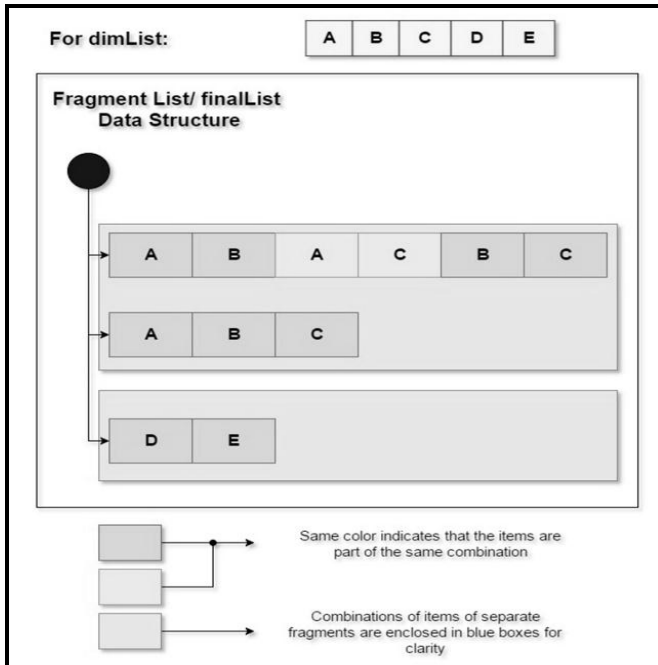 For dimList:
A B C D E
Fragment List/ finalList
Data Structure
A B A C B C
A B C
D E
Same color indicates that the items are
part of the same combination
Combinations of items of separate
fragments are enclosed in blue boxes for
clarity